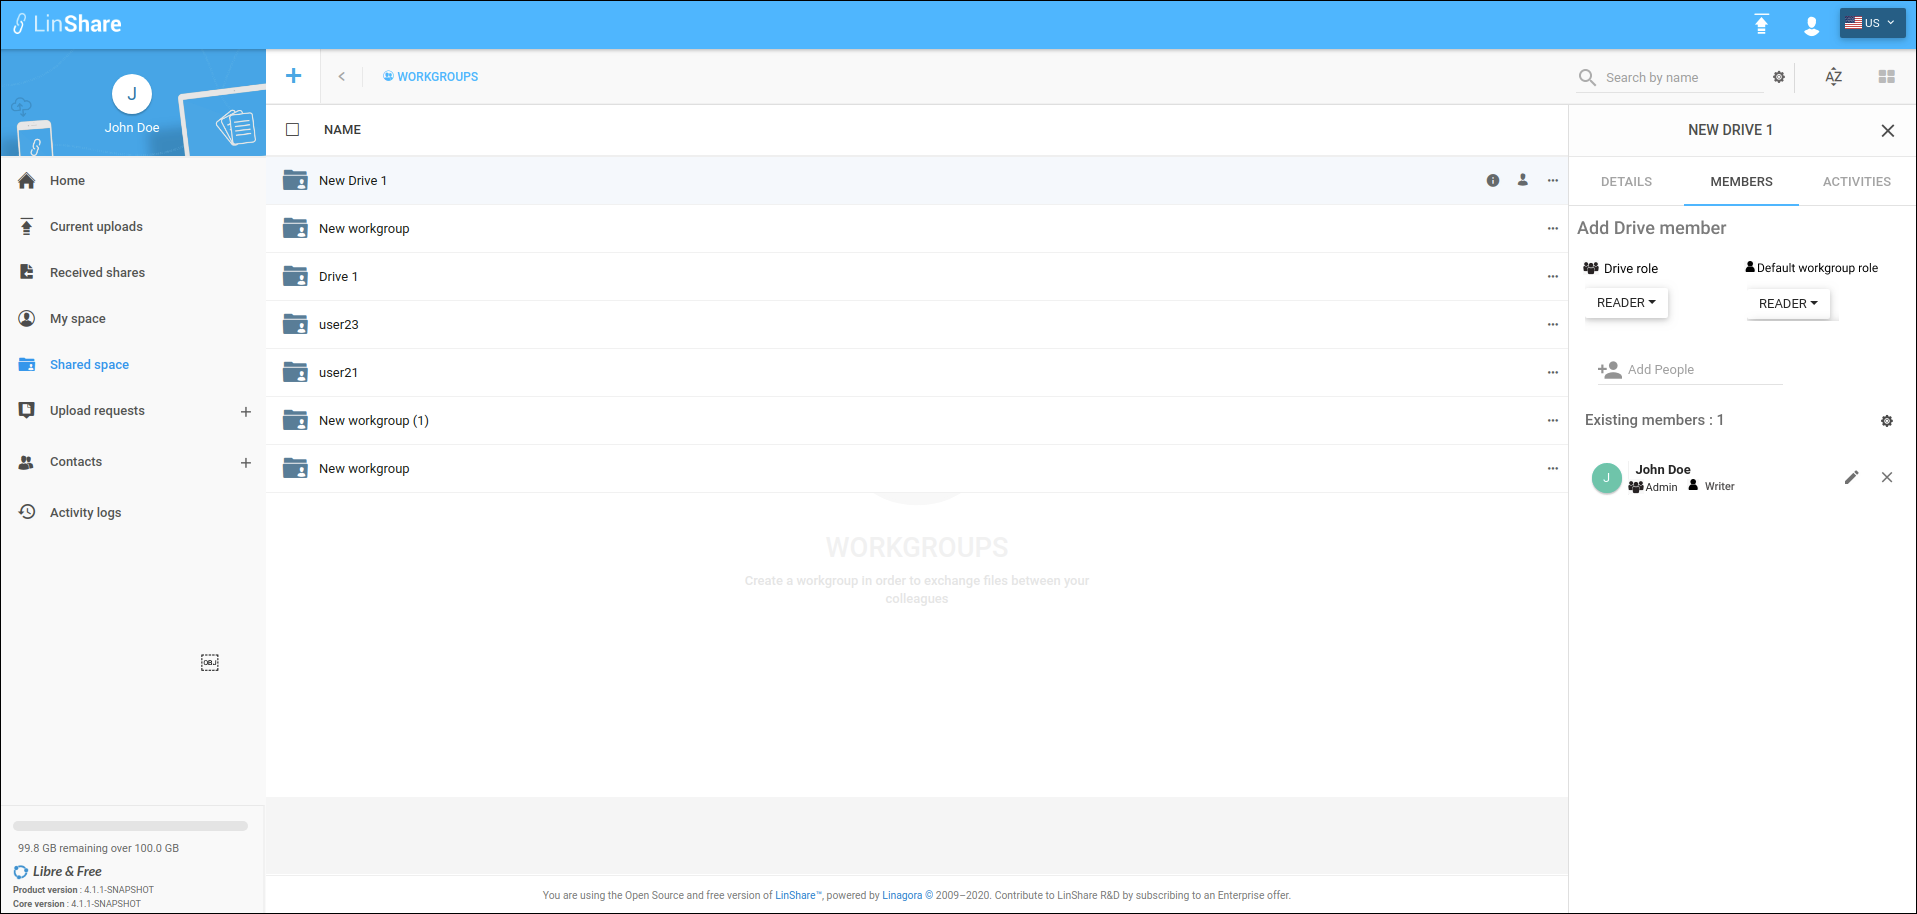 LinShare
US
J
John Doe
WORKGROUPS
Search by name
AZ
Home
Current uploads
Received shares
My space
Shared space
Upload requests
Contacts
Activity logs
OBJ
99.8 GB remaining over 100.0 GB
Libre & Free
Product version : 4.1.1-SNAPSHOT
Core version : 4.1.1-SNAPSHOT
NAME
New Drive 1
New workgroup
Drive 1
user23
user21
New workgroup (1)
New workgroup
WORKGROUPS
Create a workgroup in order to exchange files between your
colleagues
You are using the Open Source and free version of LinShare™, powered by Linagora © 2009–2020. Contribute to LinShare R&D by subscribing to an Enterprise offer.
NEW DRIVE 1
DETAILS MEMBERS ACTIVITIES
Add Drive member
Drive role Default workgroup role
READER READER
Add People
Existing members : 1
J
John Doe
Admin Writer